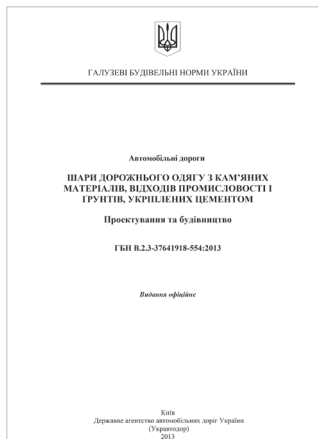 ГАЛУЗЕВІ БУДІВЕЛЬНІ НОРМИ УКРАЇНИ
Автомобільні дороги
ШАРИ ДОРОЖНЬОГО ОДЯГУ З КАМ’ЯНИХ
МАТЕРІАЛІВ, ВІДХОДІВ ПРОМИСЛОВОСТІ І
ҐРУНТІВ, УКРІПЛЕНИХ ЦЕМЕНТОМ
Проектування та будівництво
ГБН В.2.3-37641918-554:2013
Видання офіційне
Київ
Державне агентство автомобільних доріг України
(Укравтодор)
2013